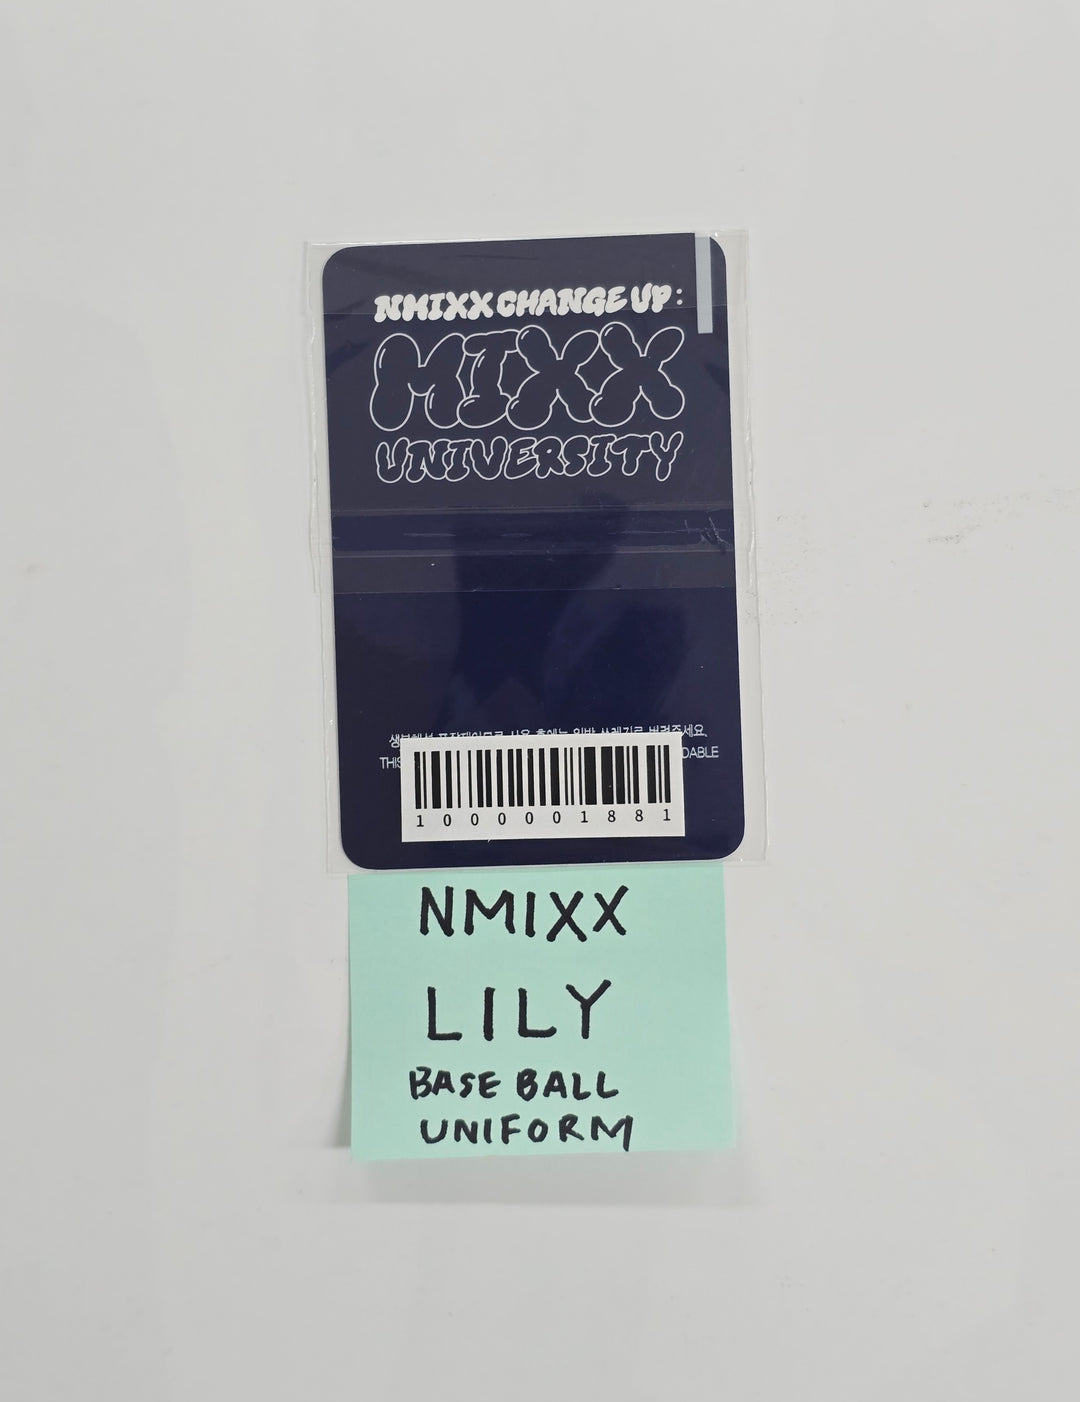 NMIXX CHANGE UP:
MIXX
UNIVERSITY
THIS DABLE
1000001881
NMIXX
LILY
BASE BALL
UNIFORM